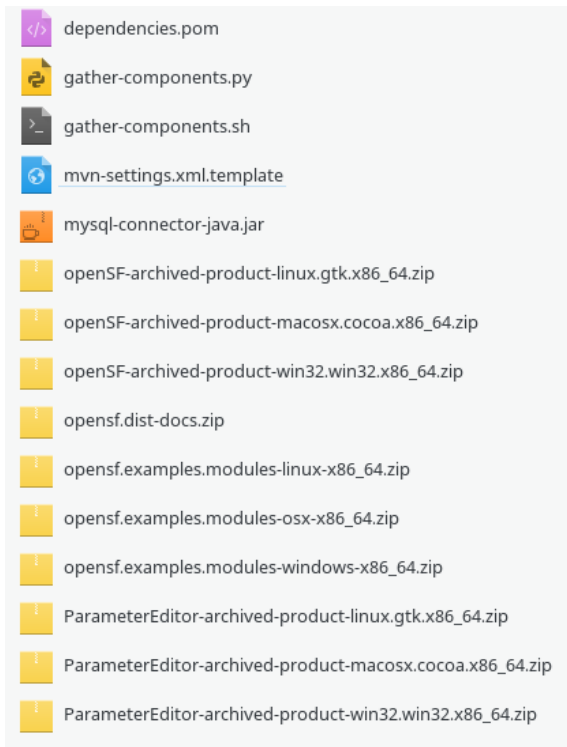 dependencies.pom
gather-components.py
gather-components.sh
mvn-settings.xml.template
mysql-connector-java.jar
openSF-archived-product-linux.gtk.x86_64.zip
openSF-archived-product-macosx.cocoa.x86_64.zip
openSF-archived-product-win32.win32.x86_64.zip
opensf.dist-docs.zip
opensf.examples.modules-linux-x86_64.zip
opensf.examples.modules-osx-x86_64.zip
opensf.examples.modules-windows-x86_64.zip
ParameterEditor-archived-product-linux.gtk.x86_64.zip
ParameterEditor-archived-product-macosx.cocoa.x86_64.zip
ParameterEditor-archived-product-win32.win32.x86_64.zip